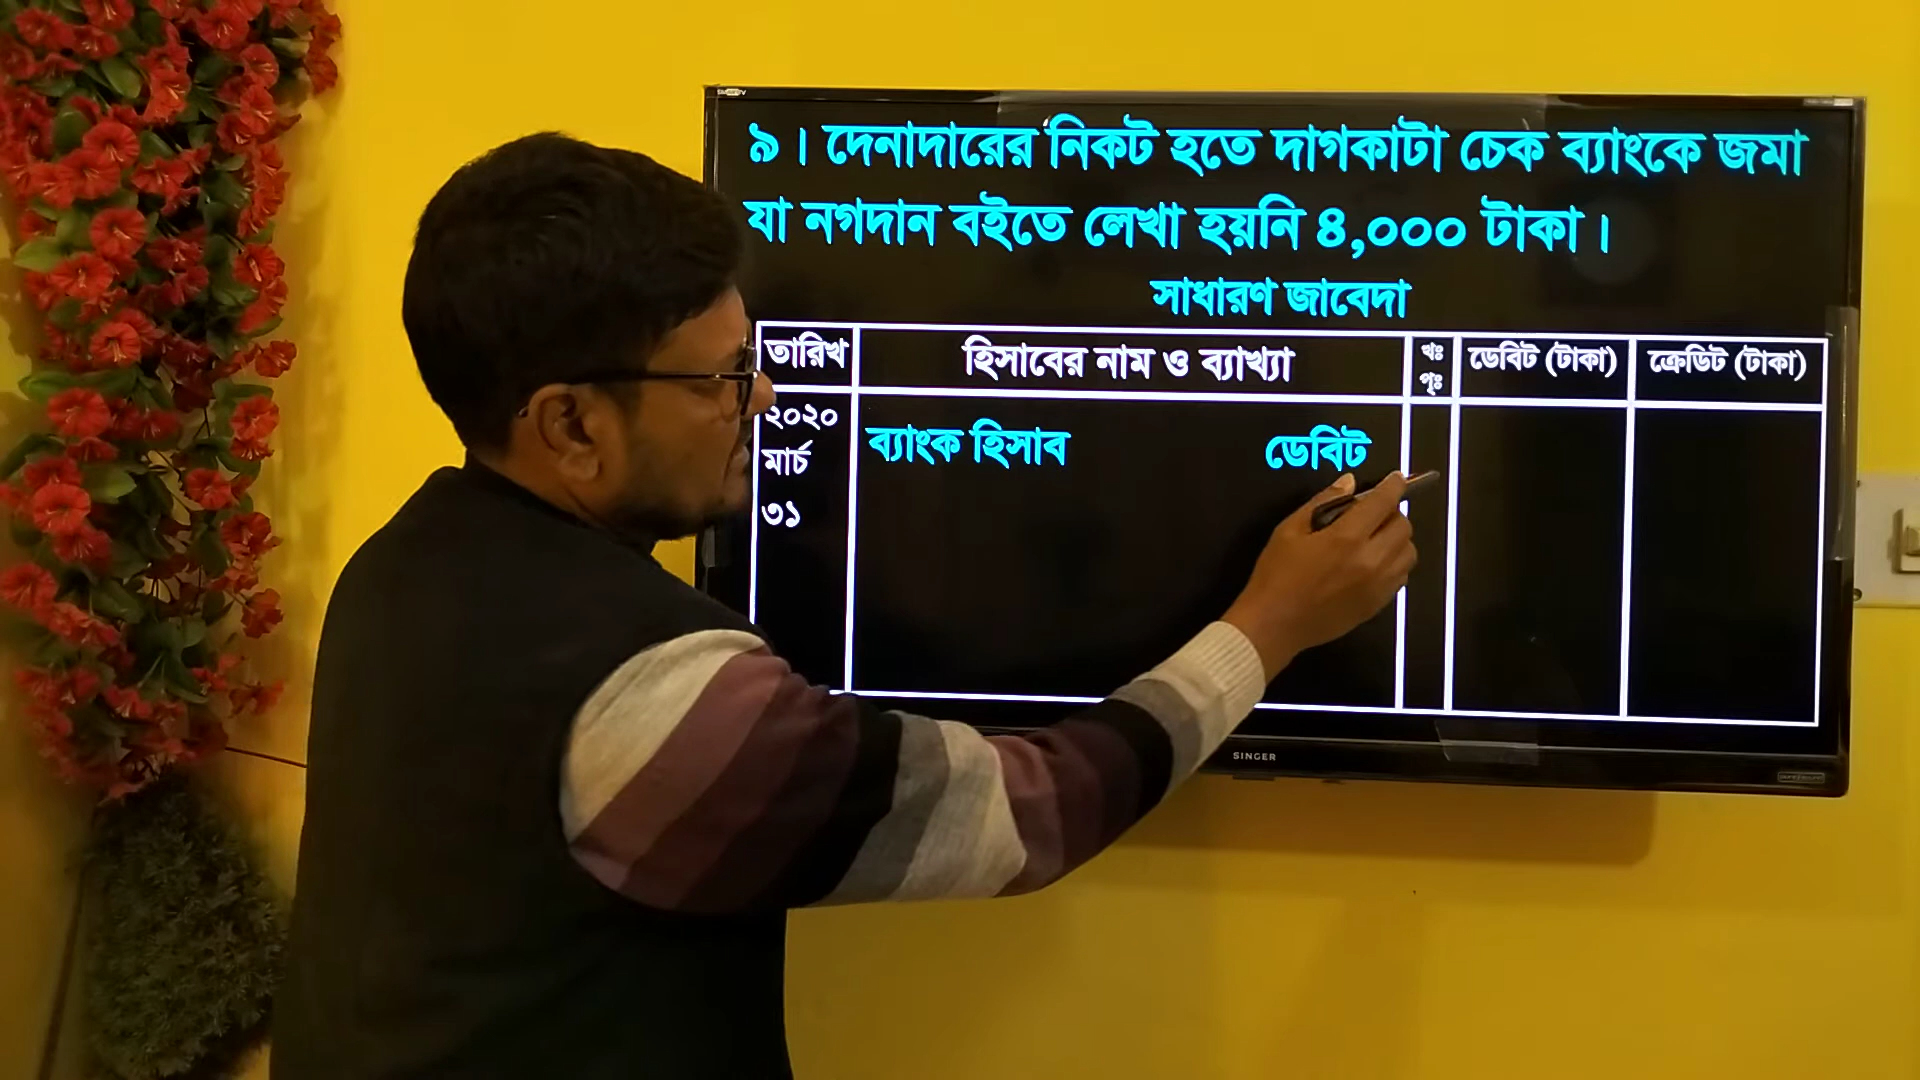 ৯। দেনাদারের নিকট হতে দাগকাটা চেক ব্যাংকে জমা
যা নগদান বইতে লেখা হয়নি ৪,০০০ টাকা।
সাধারণ জাবেদা
তারিখ হিসাবের নাম ও ব্যাখ্যা খঃ পৃঃ ডেবিট (টাকা) ক্রেডিট (টাকা)
২০২০
মার্চ
৩১
ব্যাংক হিসাব ডেবিট
SINGER